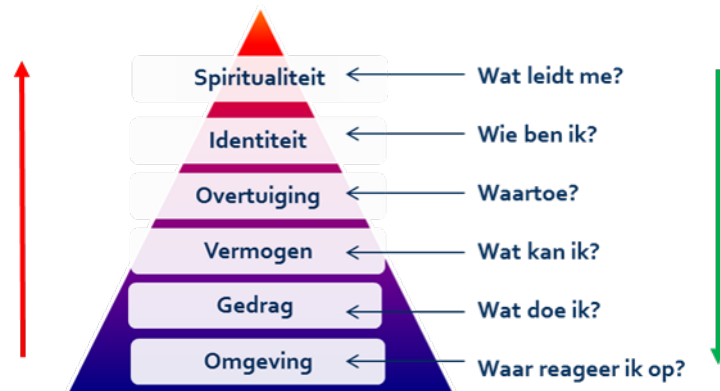 Spiritualiteit
Wat leidt me?
Identiteit
Wie ben ik?
Overtuiging
Waartoe?
Vermogen
Wat kan ik?
Gedrag
Wat doe ik?
Omgeving
Waar reageer ik op?